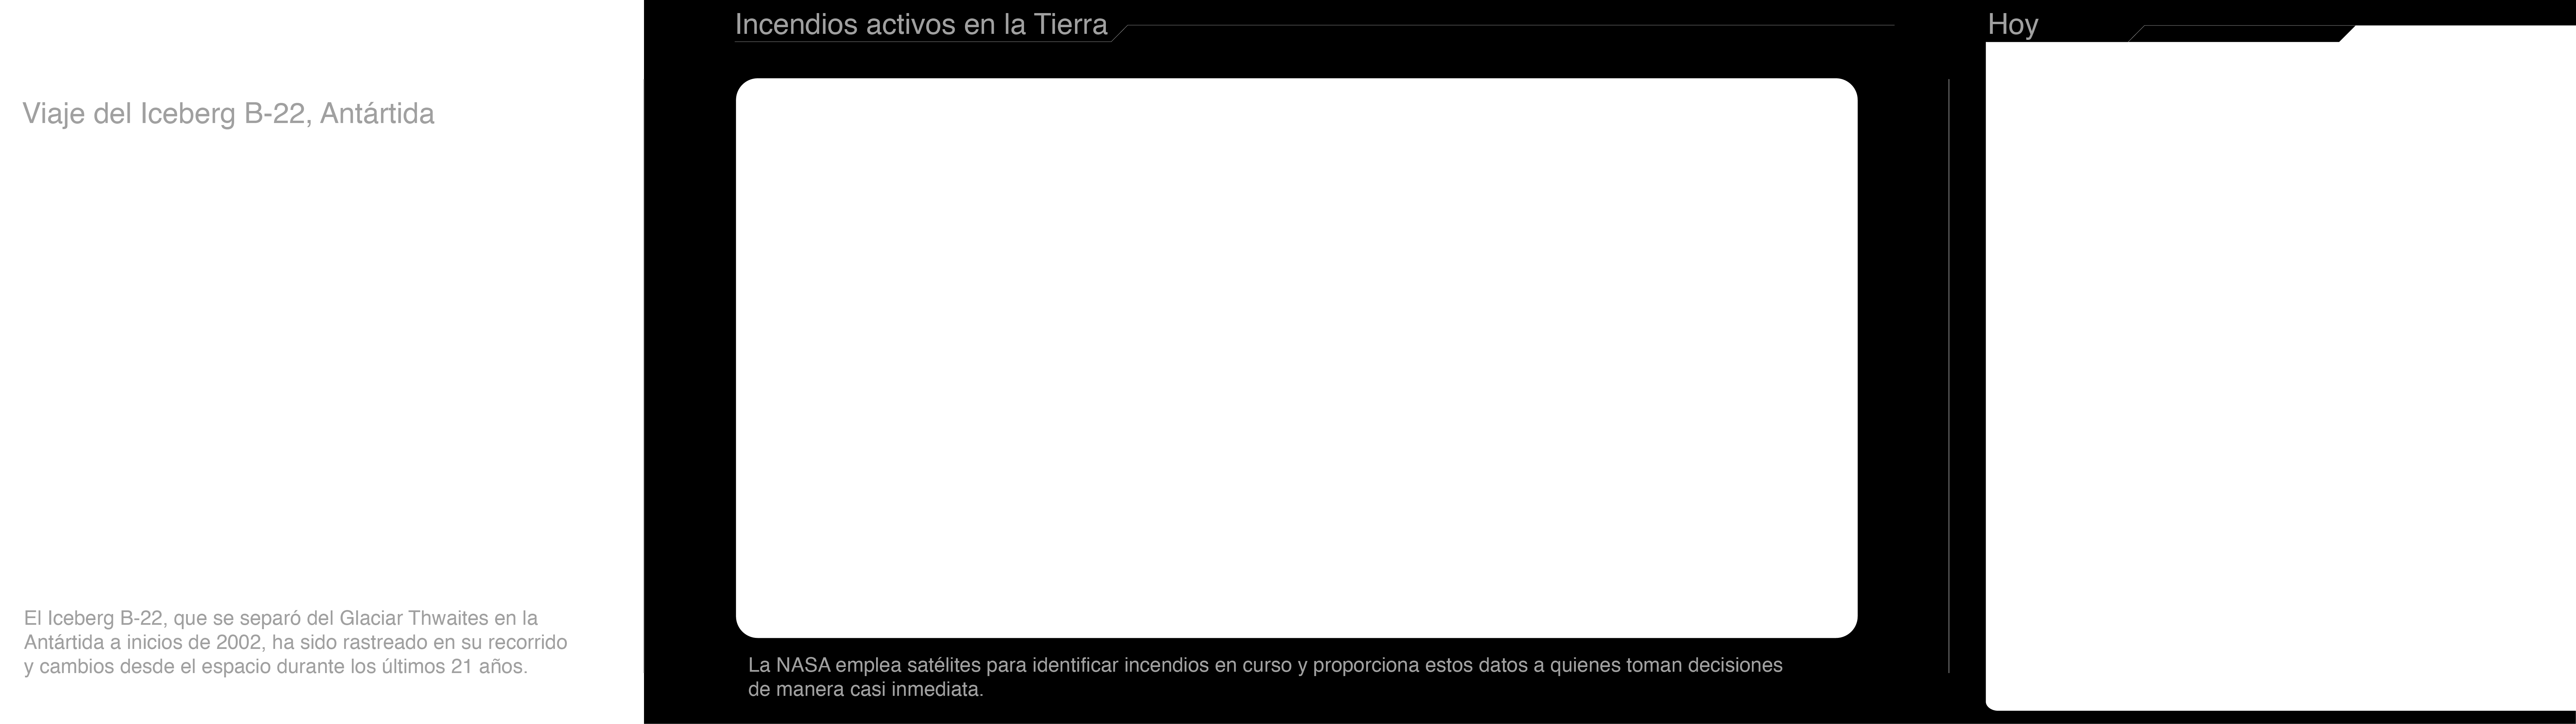 Viaje del Iceberg B-22, Antártida
El Iceberg B-22, que se separó del Glaciar Thwaites en la
Antártida a inicios de 2002, ha sido rastreado en su recorrido
y cambios desde el espacio durante los últimos 21 años.
Incendios activos en la Tierra
La NASA emplea satélites para identificar incendios en curso y proporciona estos datos a quienes toman decisiones
de manera casi inmediata.
Hoy